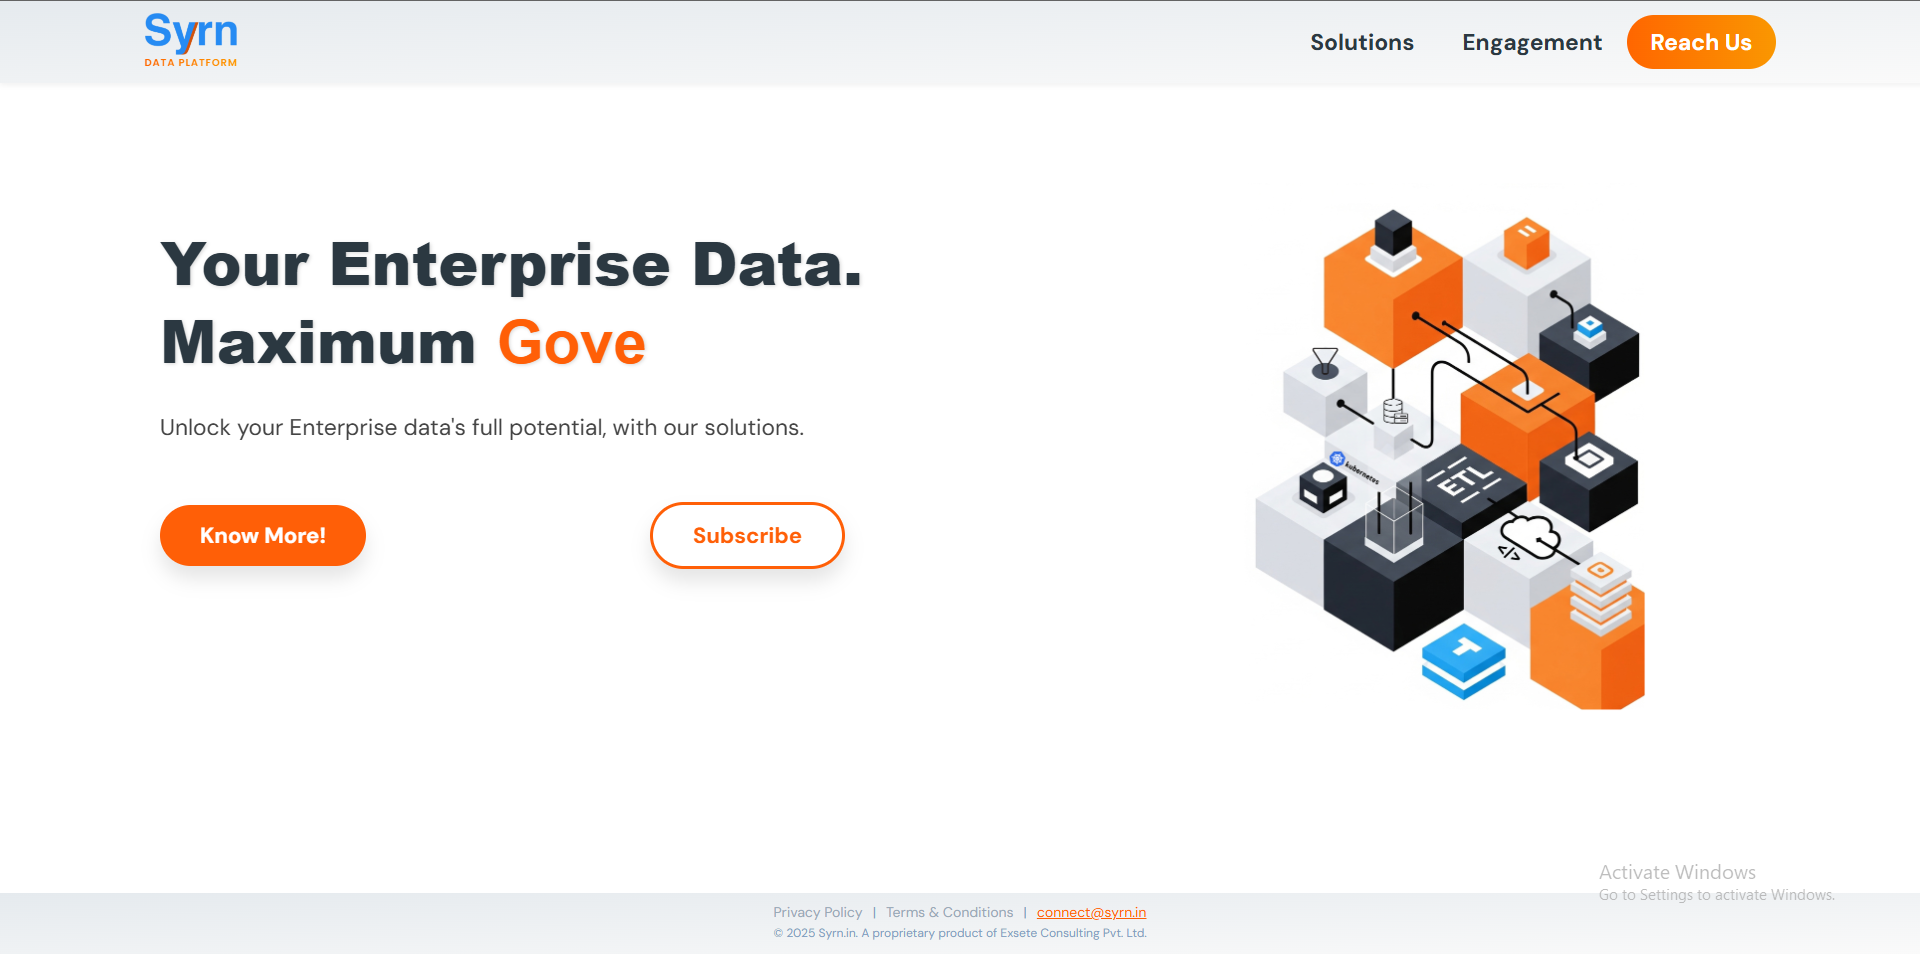 Syrn
DATA PLATFORM
Solutions
Engagement
Reach Us
Your Enterprise Data.
Maximum Gove
Unlock your Enterprise data's full potential, with our solutions.
Know More!
Subscribe
kubernetes
ETL
</>
Activate Windows
Go to Settings to activate Windows.
Privacy Policy | Terms & Conditions | connect@syrn.in
© 2025 Syrn.in. A proprietary product of Exsete Consulting Pvt. Ltd.